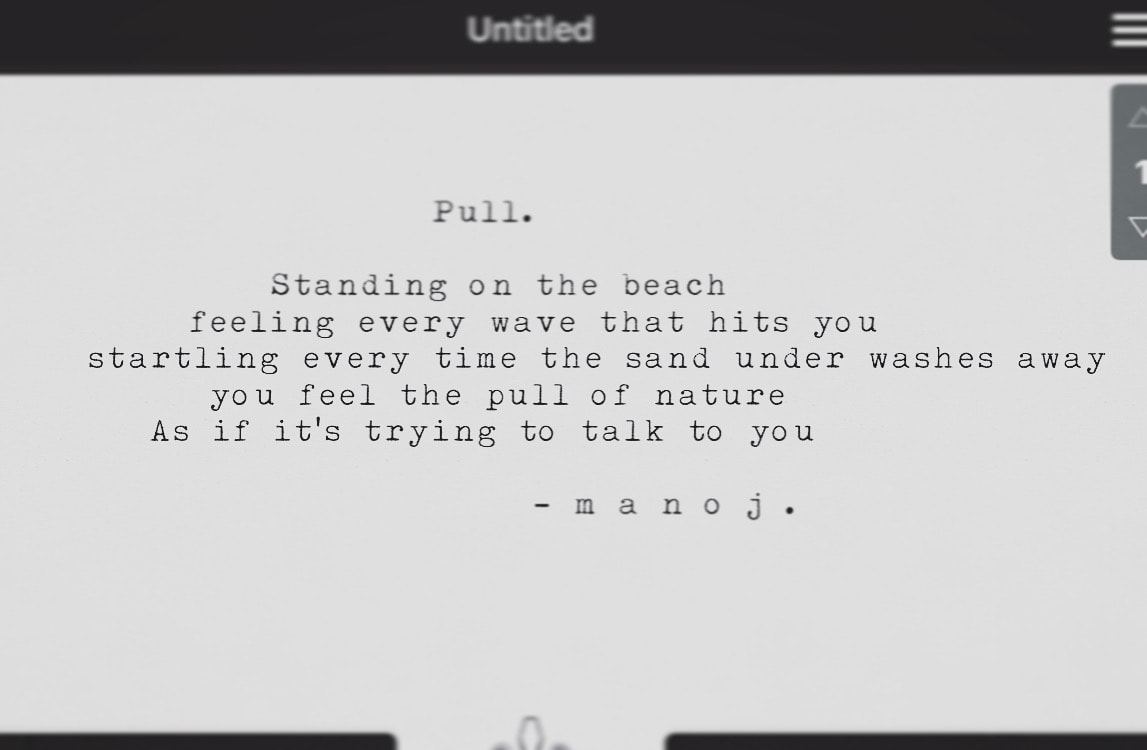 Untitled
Pull.
Standing on the beach
feeling every wave that hits you
startling every time the sand under washes away
you feel the pull of nature
As if it's trying to talk to you
- m a n o j .